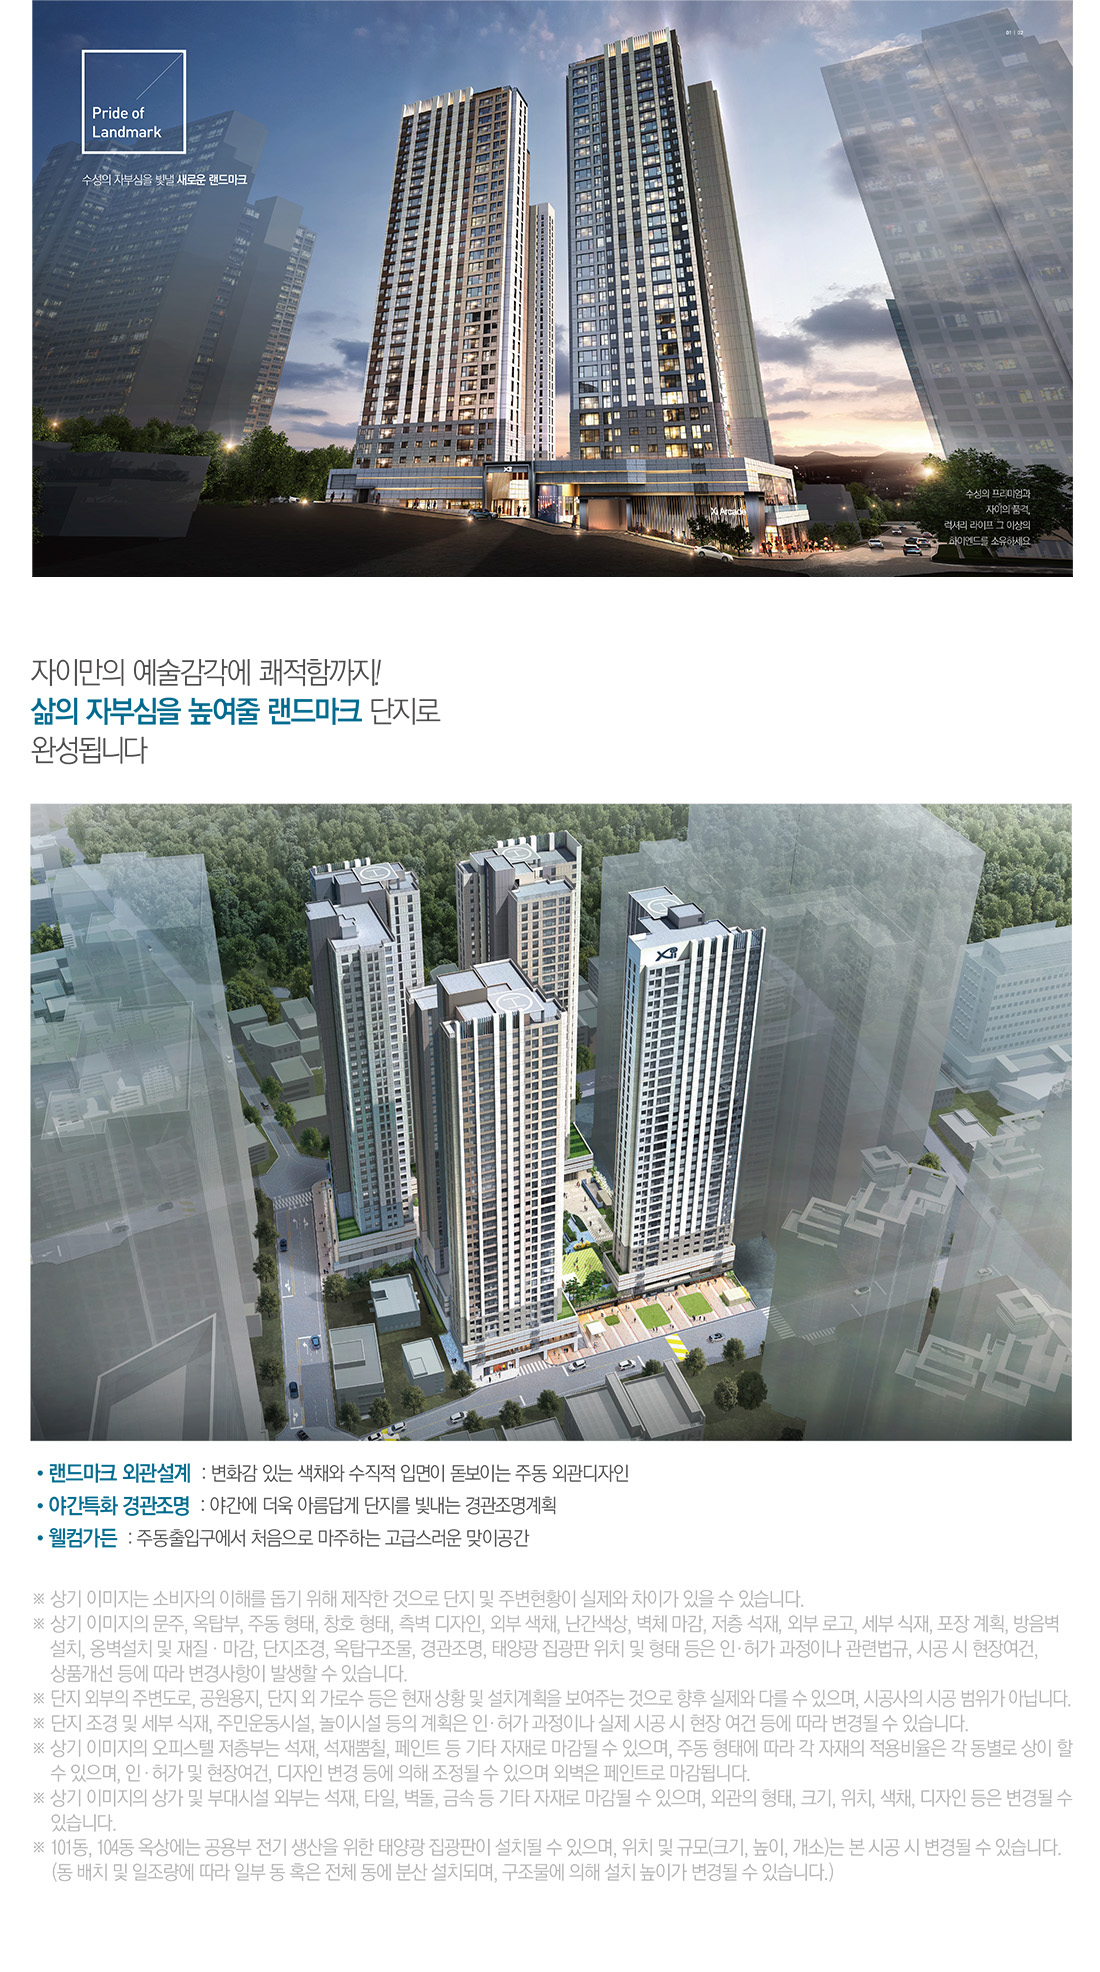 01 | 02
Pride of
Landmark
수성의 자부심을 빛낼 새로운 랜드마크
Xi
Xi Arcade
수성의 프리미엄과
자이의 품격,
럭셔리 라이프 그 이상의
하이엔드를 소유하세요
자이만의 예술감각에 쾌적함까지!
삶의 자부심을 높여줄 랜드마크 단지로
완성됩니다
H
H
Xi
H
• 랜드마크 외관설계 : 변화감 있는 색채와 수직적 입면이 돋보이는 주동 외관디자인
• 야간특화 경관조명 : 야간에 더욱 아름답게 단지를 빛내는 경관조명계획
• 웰컴가든 : 주동출입구에서 처음으로 마주하는 고급스러운 맞이공간
※ 상기 이미지는 소비자의 이해를 돕기 위해 제작한 것으로 단지 및 주변현황이 실제와 차이가 있을 수 있습니다.
※ 상기 이미지의 문주, 옥탑부, 주동 형태, 창호 형태, 측벽 디자인, 외부 색채, 난간색상, 벽체 마감, 저층 석재, 외부 로고, 세부 식재, 포장 계획, 방음벽
설치, 옹벽설치 및 재질 · 마감, 단지조경, 옥탑구조물, 경관조명, 태양광 집광판 위치 및 형태 등은 인·허가 과정이나 관련법규, 시공 시 현장여건,
상품개선 등에 따라 변경사항이 발생할 수 있습니다.
※ 단지 외부의 주변도로, 공원용지, 단지 외 가로수 등은 현재 상황 및 설치계획을 보여주는 것으로 향후 실제와 다를 수 있으며, 시공사의 시공 범위가 아닙니다.
※ 단지 조경 및 세부 식재, 주민운동시설, 놀이시설 등의 계획은 인·허가 과정이나 실제 시공 시 현장 여건 등에 따라 변경될 수 있습니다.
※ 상기 이미지의 오피스텔 저층부는 석재, 석재뿜칠, 페인트 등 기타 자재로 마감될 수 있으며, 주동 형태에 따라 각 자재의 적용비율은 각 동별로 상이 할
수 있으며, 인·허가 및 현장여건, 디자인 변경 등에 의해 조정될 수 있으며 외벽은 페인트로 마감됩니다.
※ 상기 이미지의 상가 및 부대시설 외부는 석재, 타일, 벽돌, 금속 등 기타 자재로 마감될 수 있으며, 외관의 형태, 크기, 위치, 색채, 디자인 등은 변경될 수
있습니다.
※ 101동, 104동 옥상에는 공용부 전기 생산을 위한 태양광 집광판이 설치될 수 있으며, 위치 및 규모(크기, 높이, 개소)는 본 시공 시 변경될 수 있습니다.
(동 배치 및 일조량에 따라 일부 동 혹은 전체 동에 분산 설치되며, 구조물에 의해 설치 높이가 변경될 수 있습니다.)